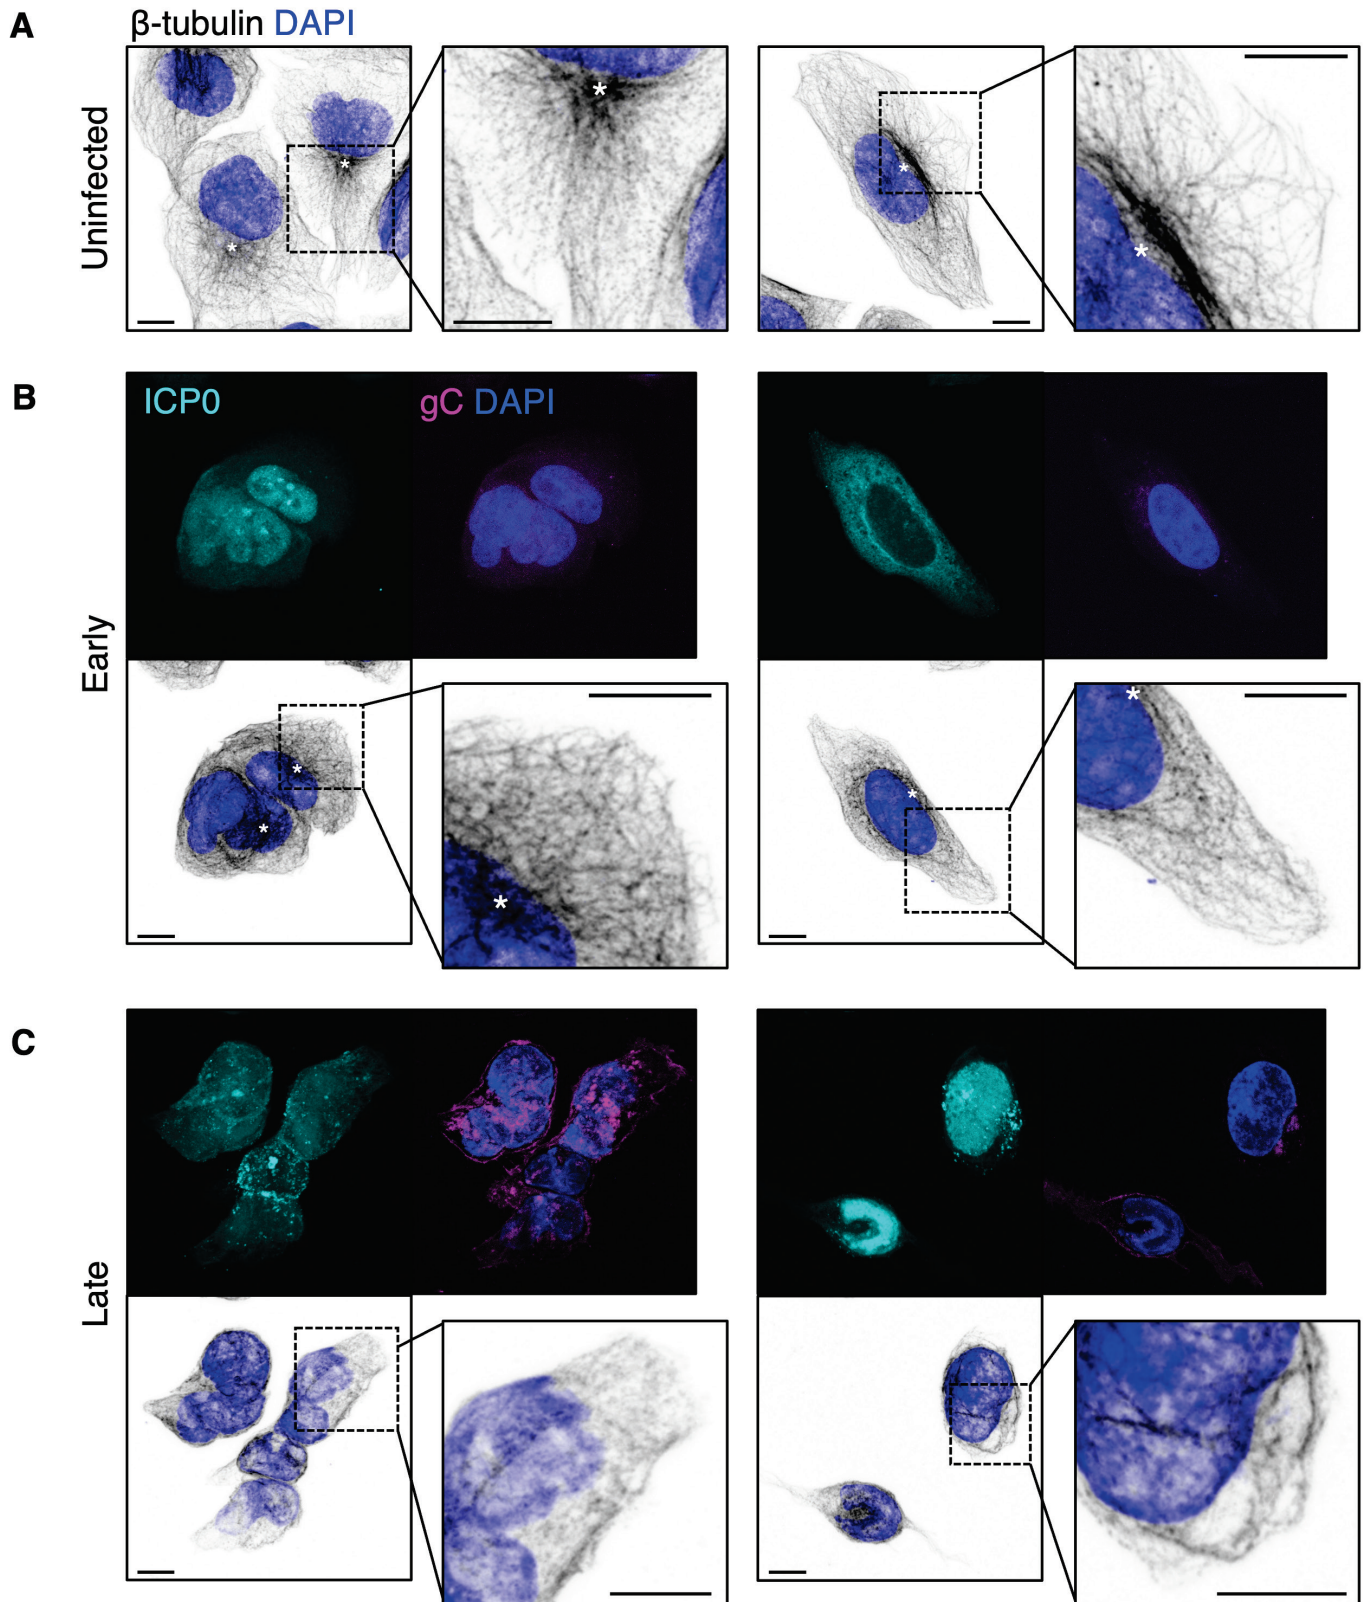 A
β-tubulin DAPI
Uninfected
*
*
*
*
*
B
ICP0
gC DAPI
Early
*
*
*
*
*
C
Late